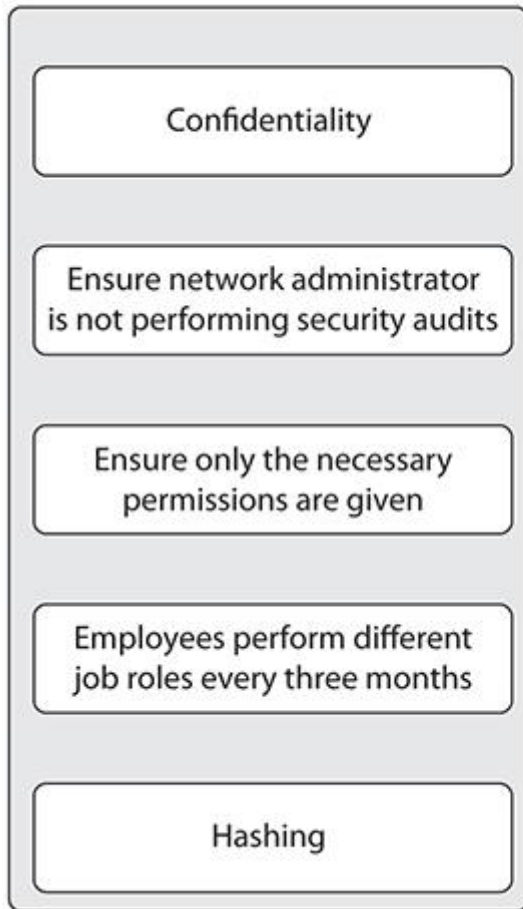 Confidentiality
Ensure network administrator
is not performing security audits
Ensure only the necessary
permissions are given
Employees perform different
job roles every three months
Hashing